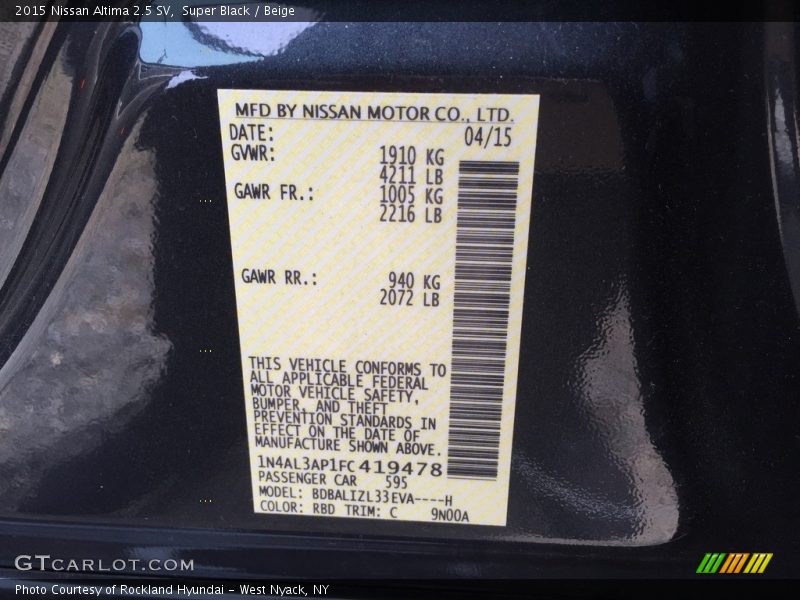 2015 Nissan Altima 2.5 SV, Super Black / Beige
MFD BY NISSAN MOTOR CO., LTD.
DATE: 04/15
GVWR: 1910 KG
4211 LB
GAWR FR.: 1005 KG
2216 LB
GAWR RR.: 940 KG
2072 LB
THIS VEHICLE CONFORMS TO
ALL APPLICABLE FEDERAL
MOTOR VEHICLE SAFETY,
BUMPER, AND THEFT
PREVENTION STANDARDS IN
EFFECT ON THE DATE OF
MANUFACTURE SHOWN ABOVE.
1N4AL3AP1FC419478
PASSENGER CAR 595
MODEL: BDBALIZL33EVA----H
COLOR: RBD TRIM: C 9N00A
GTCARLOT.COM
Photo Courtesy of Rockland Hyundai - West Nyack, NY